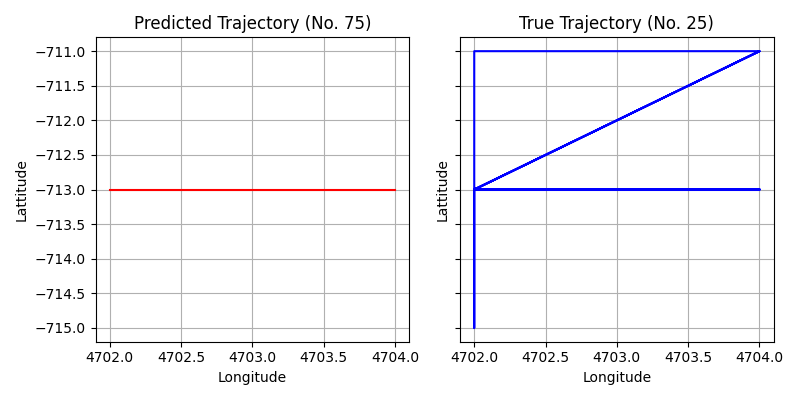 Predicted Trajectory (No. 75)
−711.0
−711.5
−712.0
−712.5
−713.0
−713.5
−714.0
−714.5
−715.0
Lattitude
4702.0 4702.5 4703.0 4703.5 4704.0
Longitude
True Trajectory (No. 25)
Lattitude
4702.0 4702.5 4703.0 4703.5 4704.0
Longitude